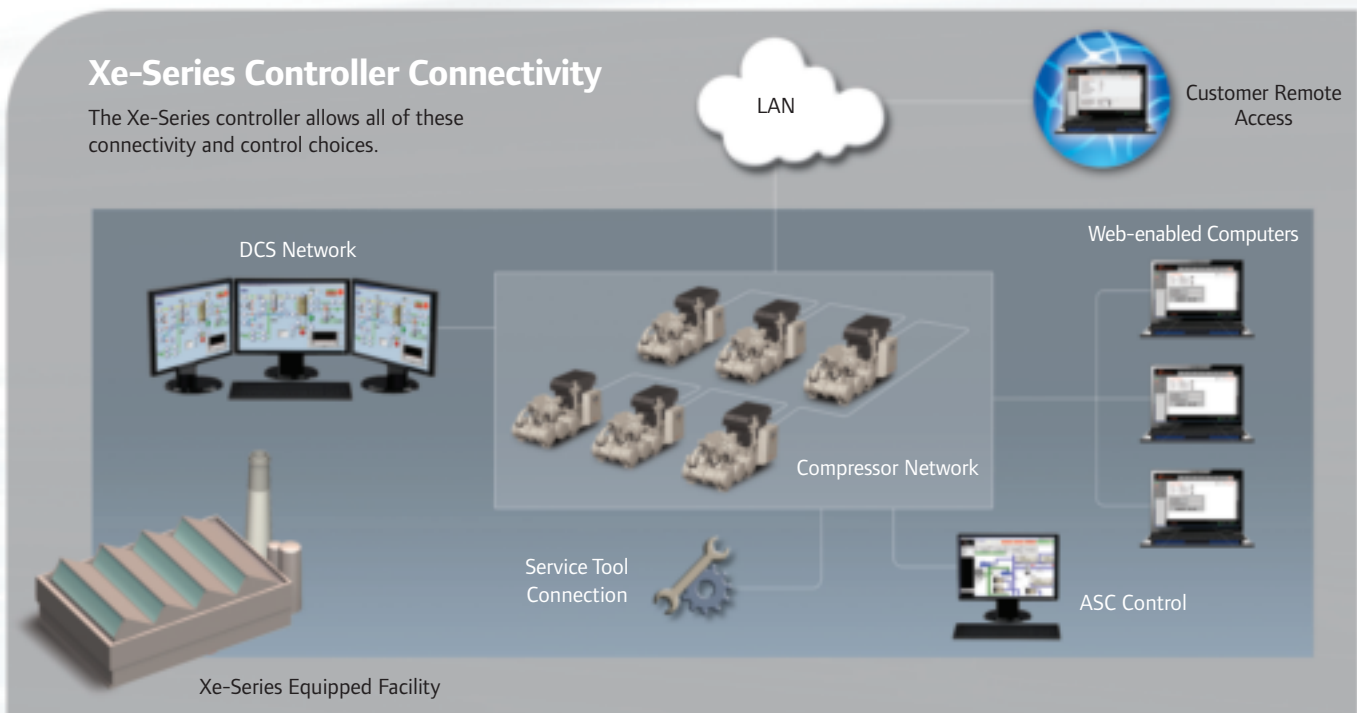 Xe-Series Controller Connectivity
The Xe-Series controller allows all of these
connectivity and control choices.
LAN
Customer Remote
Access
DCS Network
Web-enabled Computers
Compressor Network
Service Tool
Connection
ASC Control
Xe-Series Equipped Facility